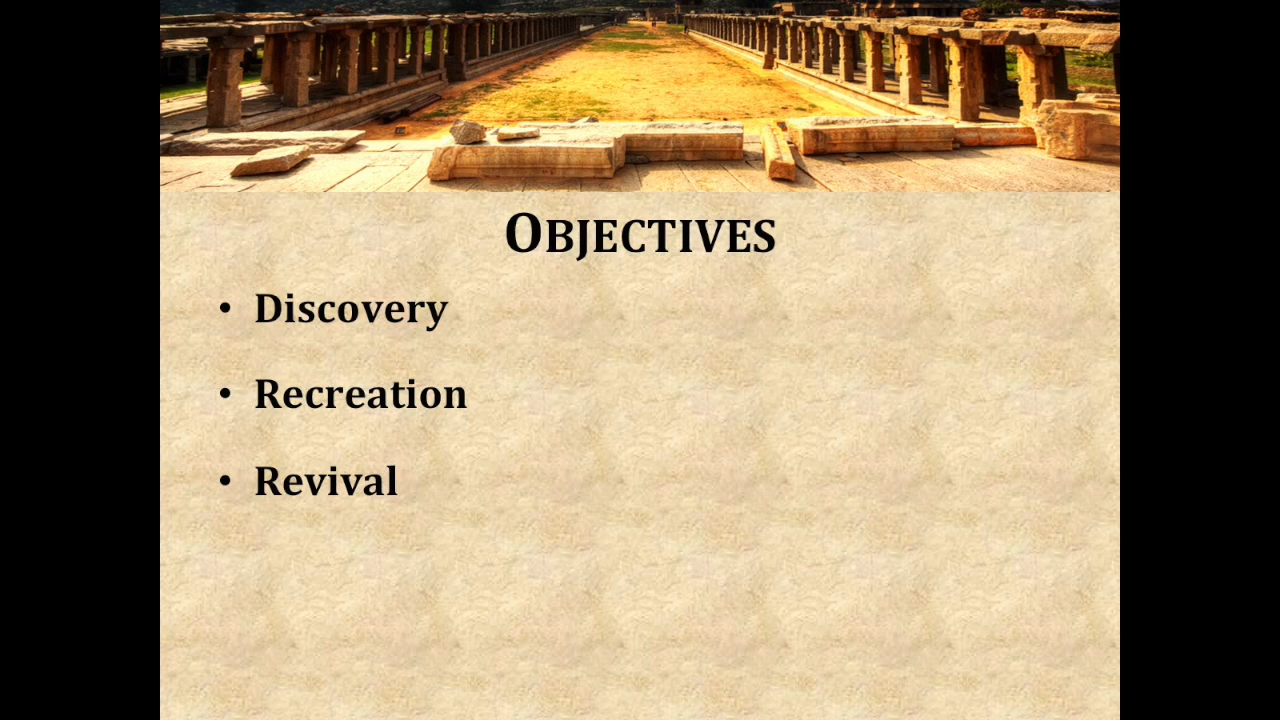 OBJECTIVES
• Discovery
• Recreation
• Revival